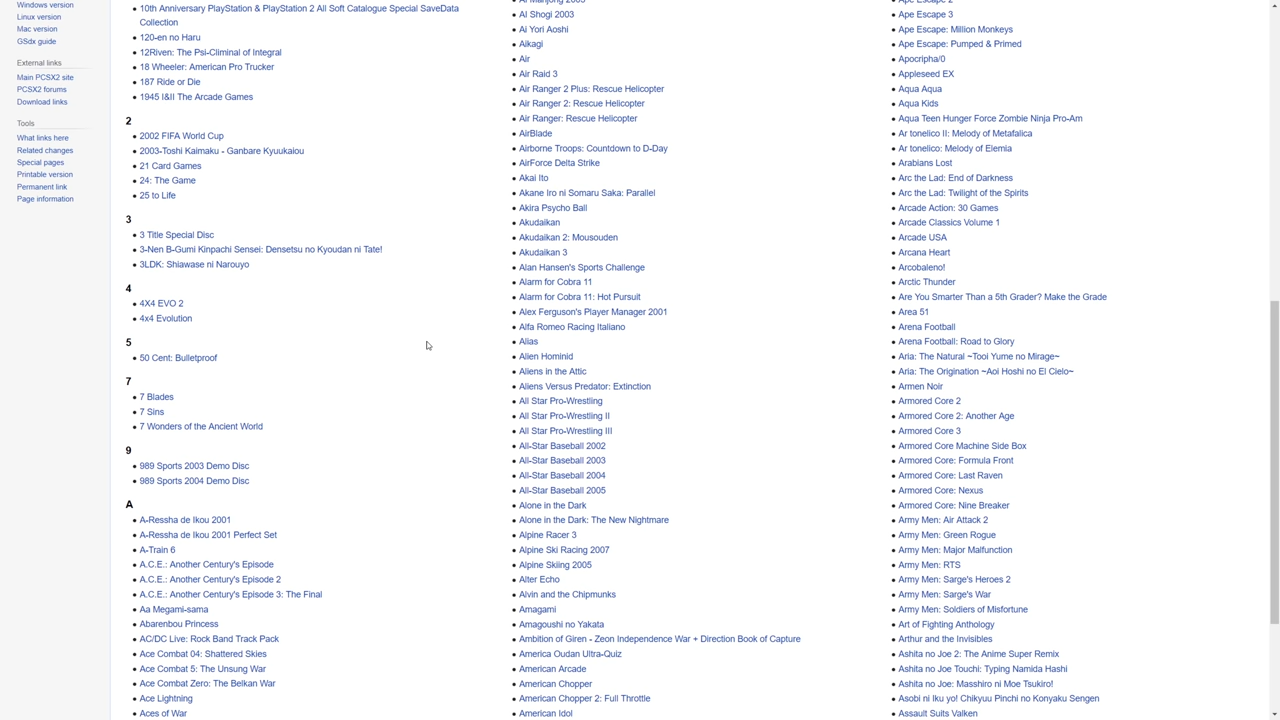 Windows version
Linux version
Mac version
GSdx guide
External links
Main PCSX2 site
PCSX2 forums
Download links
Tools
What links here
Related changes
Special pages
Printable version
Permanent link
Page information
10th Anniversary PlayStation & PlayStation 2 All Soft Catalogue Special SaveData
Collection
120-en no Haru
12Riven: The Psi-Climinal of Integral
18 Wheeler: American Pro Trucker
187 Ride or Die
1945 I&II The Arcade Games
2
2002 FIFA World Cup
2003-Toshi Kaimaku - Ganbare Kyuukaiou
21 Card Games
24: The Game
25 to Life
3
3 Title Special Disc
3-Nen B-Gumi Kinpachi Sensei: Densetsu no Kyoudan ni Tate!
3LDK: Shiawase ni Narouyo
4
4X4 EVO 2
4x4 Evolution
5
50 Cent: Bulletproof
7
7 Blades
7 Sins
7 Wonders of the Ancient World
9
989 Sports 2003 Demo Disc
989 Sports 2004 Demo Disc
A
A-Ressha de Ikou 2001
A-Ressha de Ikou 2001 Perfect Set
A-Train 6
A.C.E.: Another Century's Episode
A.C.E.: Another Century's Episode 2
A.C.E.: Another Century's Episode 3: The Final
Aa Megami-sama
Abarenbou Princess
AC/DC Live: Rock Band Track Pack
Ace Combat 04: Shattered Skies
Ace Combat 5: The Unsung War
Ace Combat Zero: The Belkan War
Ace Lightning
Aces of War
AI Mahjong 2003
AI Shogi 2003
Ai Yori Aoshi
Aikagi
Air
Air Raid 3
Air Ranger 2 Plus: Rescue Helicopter
Air Ranger 2: Rescue Helicopter
Air Ranger: Rescue Helicopter
AirBlade
Airborne Troops: Countdown to D-Day
AirForce Delta Strike
Akai Ito
Akane Iro ni Somaru Saka: Parallel
Akira Psycho Ball
Akudaikan
Akudaikan 2: Mousouden
Akudaikan 3
Alan Hansen's Sports Challenge
Alarm for Cobra 11
Alarm for Cobra 11: Hot Pursuit
Alex Ferguson's Player Manager 2001
Alfa Romeo Racing Italiano
Alias
Alien Hominid
Aliens in the Attic
Aliens Versus Predator: Extinction
All Star Pro-Wrestling
All Star Pro-Wrestling II
All Star Pro-Wrestling III
All-Star Baseball 2002
All-Star Baseball 2003
All-Star Baseball 2004
All-Star Baseball 2005
Alone in the Dark
Alone in the Dark: The New Nightmare
Alpine Racer 3
Alpine Ski Racing 2007
Alpine Skiing 2005
Alter Echo
Alvin and the Chipmunks
Amagami
Amagoushi no Yakata
Ambition of Giren - Zeon Independence War + Direction Book of Capture
America Oudan Ultra-Quiz
American Arcade
American Chopper
American Chopper 2: Full Throttle
American Idol
Ape Escape 2
Ape Escape 3
Ape Escape: Million Monkeys
Ape Escape: Pumped & Primed
Apocripha/0
Appleseed EX
Aqua Aqua
Aqua Kids
Aqua Teen Hunger Force Zombie Ninja Pro-Am
Ar tonelico II: Melody of Metafalica
Ar tonelico: Melody of Elemia
Arabians Lost
Arc the Lad: End of Darkness
Arc the Lad: Twilight of the Spirits
Arcade Action: 30 Games
Arcade Classics Volume 1
Arcade USA
Arcana Heart
Arcobaleno!
Arctic Thunder
Are You Smarter Than a 5th Grader? Make the Grade
Area 51
Arena Football
Arena Football: Road to Glory
Aria: The Natural ~Tooi Yume no Mirage~
Aria: The Origination ~Aoi Hoshi no El Cielo~
Armen Noir
Armored Core 2
Armored Core 2: Another Age
Armored Core 3
Armored Core Machine Side Box
Armored Core: Formula Front
Armored Core: Last Raven
Armored Core: Nexus
Armored Core: Nine Breaker
Army Men: Air Attack 2
Army Men: Green Rogue
Army Men: Major Malfunction
Army Men: RTS
Army Men: Sarge's Heroes 2
Army Men: Sarge's War
Army Men: Soldiers of Misfortune
Art of Fighting Anthology
Arthur and the Invisibles
Ashita no Joe 2: The Anime Super Remix
Ashita no Joe Touchi: Typing Namida Hashi
Ashita no Joe: Masshiro ni Moe Tsukiro!
Asobi ni Iku yo! Chikyuu Pinchi no Konyaku Sengen
Assault Suits Valken